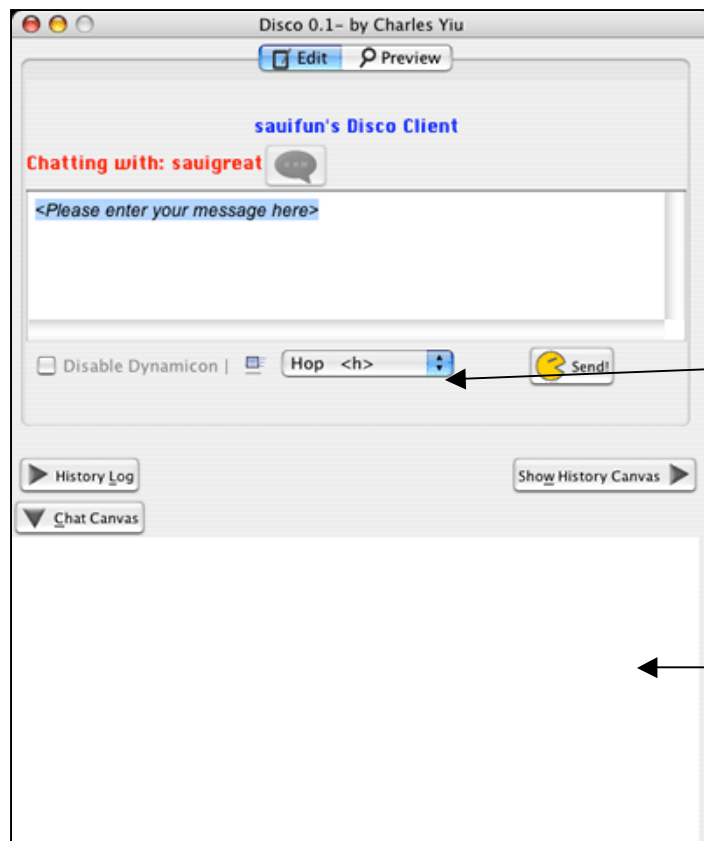 Disco 0.1– by Charles Yiu
Edit Preview
sauifun's Disco Client
Chatting with: sauigreat
<Please enter your message here>
Disable Dynamicon | Hop <h> Send!
History Log Show History Canvas
Chat Canvas